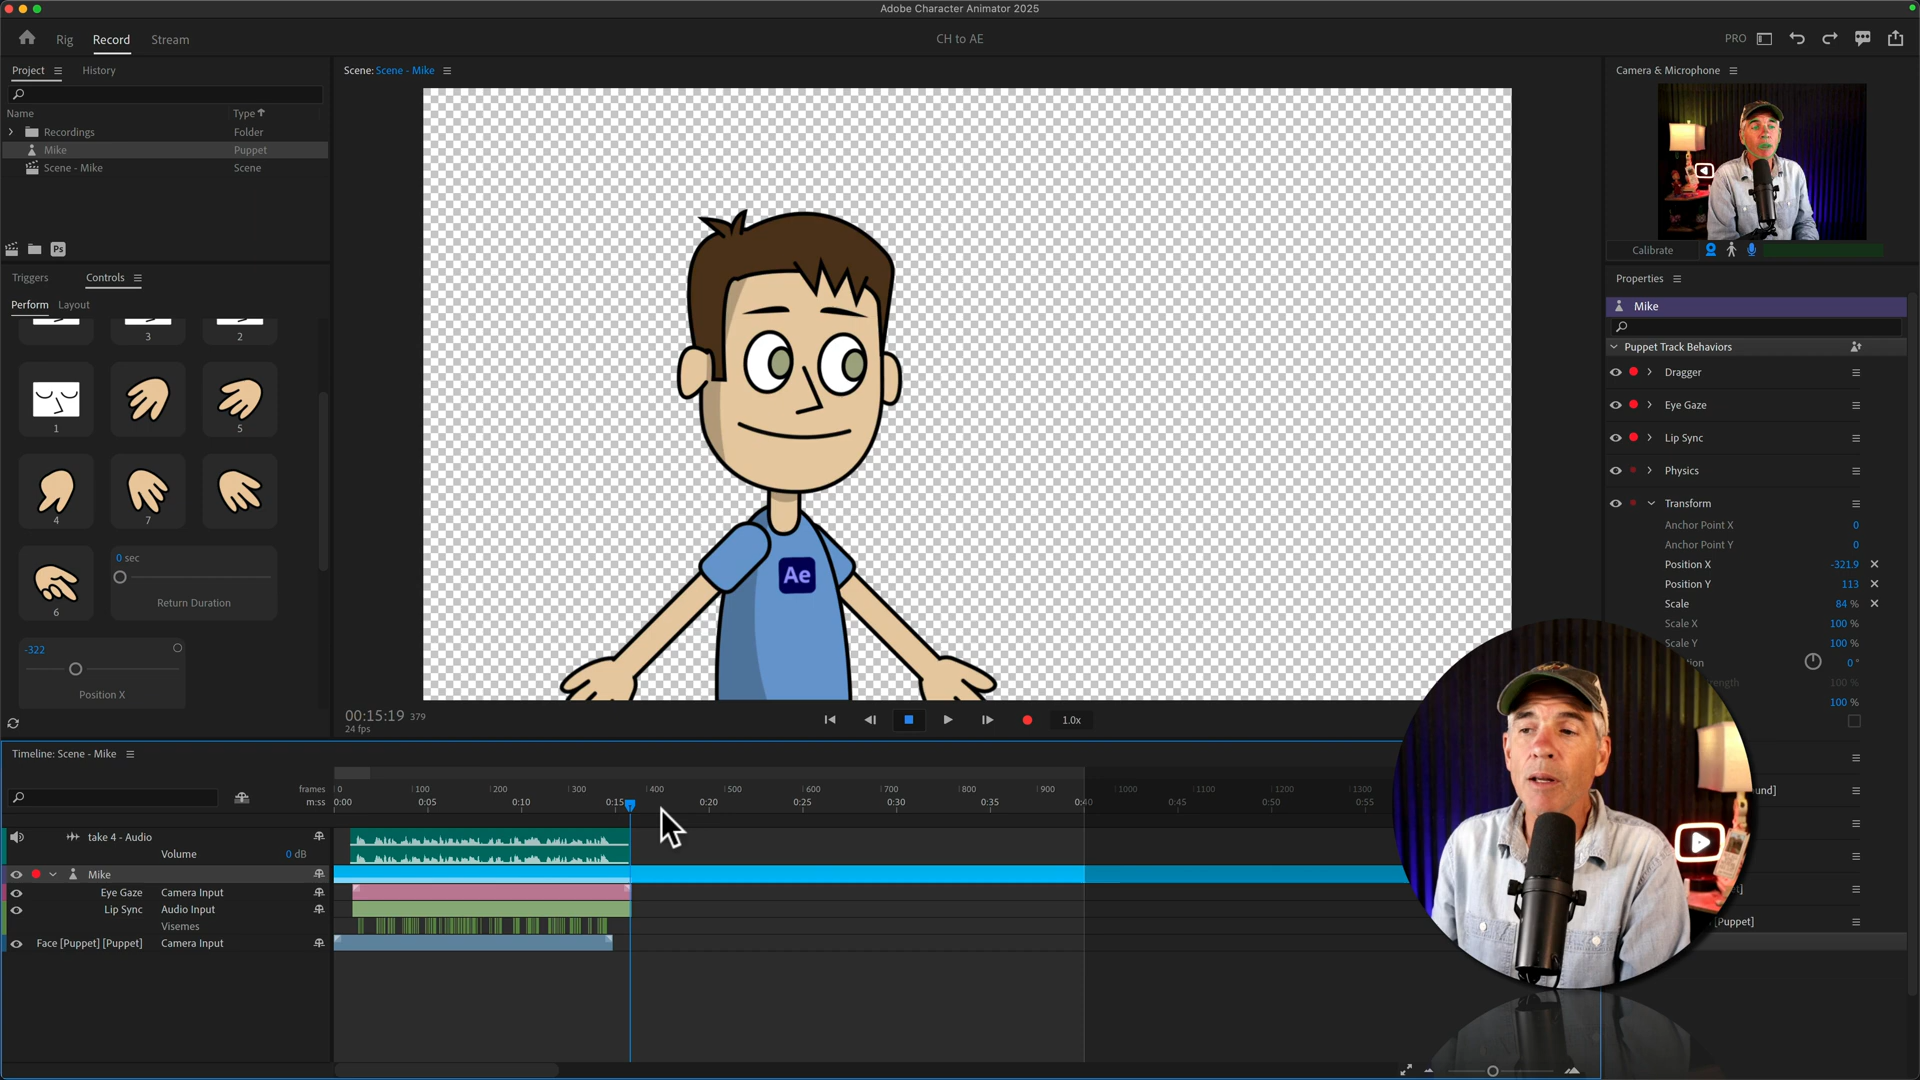 Adobe Character Animator 2025
Rig
Record
Stream
CH to AE
PRO
Project
History
Name
Type
Recordings
Folder
Mike
Puppet
Scene - Mike
Scene
Ps
Triggers
Controls
Perform
Layout
3
2
1
5
4
7
6
0 sec
Return Duration
-322
Position X
Scene: Scene - Mike
Ae
00:15:19 379
24 fps
1.0x
Camera & Microphone
Calibrate
Properties
Mike
Puppet Track Behaviors
Dragger
Eye Gaze
Lip Sync
Physics
Transform
Anchor Point X 0
Anchor Point Y 0
Position X -321.9
Position Y 113
Scale 84 %
Scale X 100 %
Scale Y 100 %
0 °
100 %
100 %
[Puppet]
Timeline: Scene - Mike
frames
m:ss
0 100 200 300 400 500 600 700 800 900 1000 1100 1200 1300
0:00 0:05 0:10 0:15 0:20 0:25 0:30 0:35 0:40 0:45 0:50 0:55
take 4 - Audio
Volume 0 dB
Mike
Eye Gaze Camera Input
Lip Sync Audio Input
Visemes
Face [Puppet] [Puppet] Camera Input